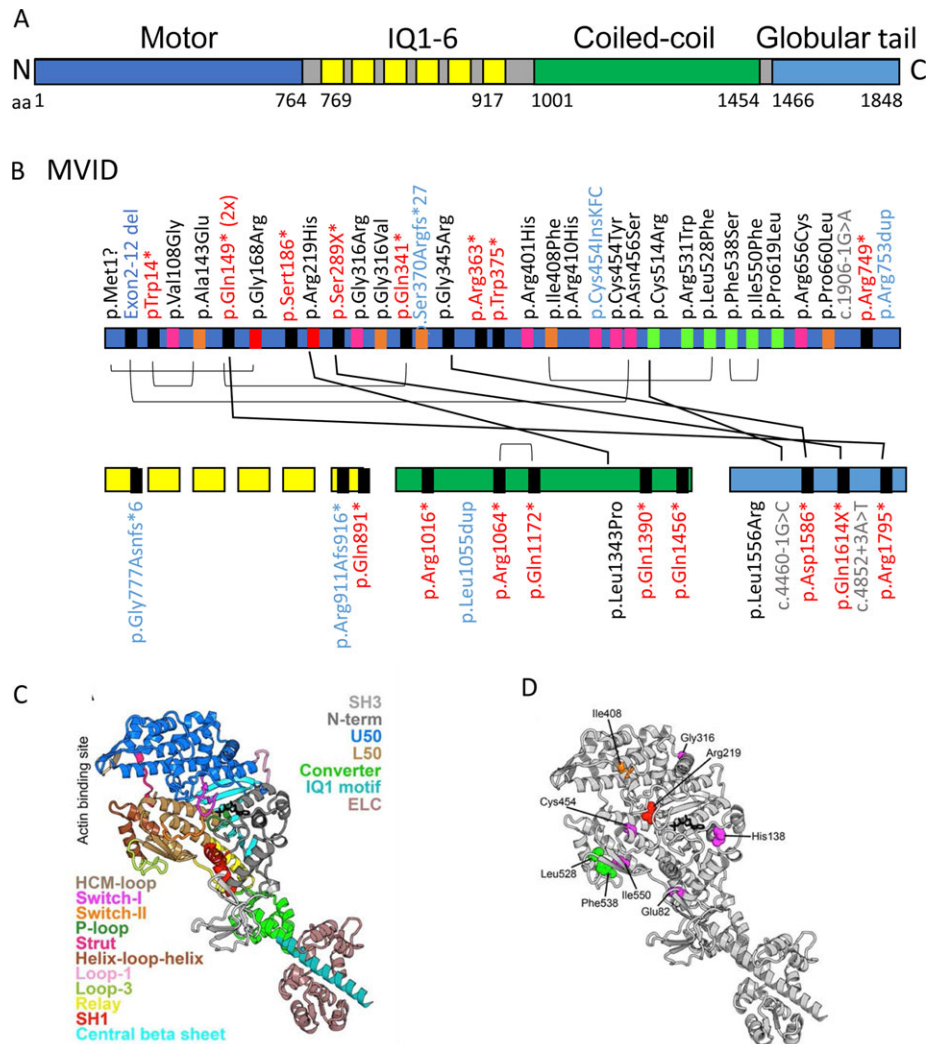 A
Motor IQ1-6 Coiled-coil Globular tail
N C
aa 1 764 769 917 1001 1454 1466 1848
B MVID
p.Met1?
Exon2-12 del
pTrp14*
p.Val108Gly
p.Ala143Glu
p.Gln149* (2x)
p.Gly168Arg
p.Sert186*
p.Arg219His
p.Ser289X*
p.Gly316Arg
p.Gly316Val
p.Gln341*
p.Ser370Argfs*27
p.Gly345Arg
p.Arg363*
p.Trp375*
p.Arg401His
p.Ile408Phe
p.Arg410His
p.Cys454InsKFC
p.Cys454Tyr
p.Asn456Ser
p.Cys514Arg
p.Arg531Trp
p.Leu528Phe
p.Phe538Ser
p.Ile550Phe
p.Pro619Leu
p.Arg656Cys
p.Pro660Leu
c.1906-1G>A
p.Arg749*
p.Arg753dup
p.Gly777Asnfs*6
p.Arg911Afs916*
p.Gln891*
p.Arg1016*
p.Leu1055dup
p.Arg1064*
p.Gln1172*
p.Leu1343Pro
p.Gln1390*
p.Gln1456*
p.Leu1556Arg
c.4460-1G>C
p.Asp1586*
p.Gln1614X*
c.4852+3A>T
p.Arg1795*
C
Actin binding site
SH3
N-term
U50
L50
Converter
IQ1 motif
ELC
HCM-loop
Switch-I
Switch-II
P-loop
Strut
Helix-loop-helix
Loop-1
Loop-3
Relay
SH1
Central beta sheet
D
Ile408
Gly316
Arg219
Cys454
His138
Leu528
Phe538
Ile550
Glu82